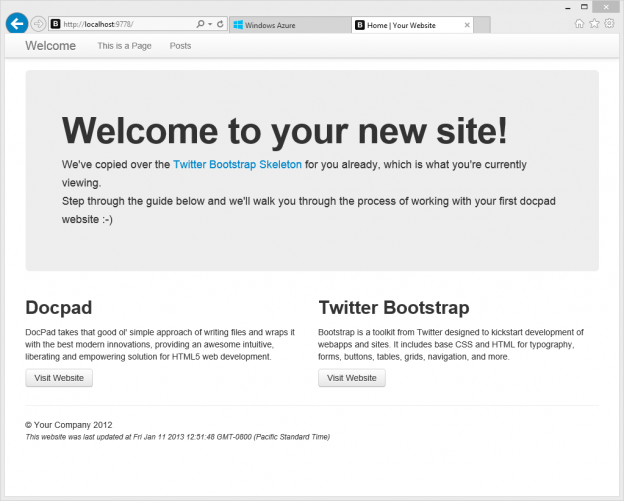 http://localhost:9778/
Windows Azure
Home | Your Website
Welcome
This is a Page
Posts
Welcome to your new site!
We've copied over the Twitter Bootstrap Skeleton for you already, which is what you're currently
viewing.
Step through the guide below and we'll walk you through the process of working with your first docpad
website :-)
Docpad
DocPad takes that good ol' simple approach of writing files and wraps it
with the best modern innovations, providing an awesome intuitive,
liberating and empowering solution for HTML5 web development.
Visit Website
Twitter Bootstrap
Bootstrap is a toolkit from Twitter designed to kickstart development of
webapps and sites. It includes base CSS and HTML for typography,
forms, buttons, tables, grids, navigation, and more.
Visit Website
© Your Company 2012
This website was last updated at Fri Jan 11 2013 12:51:48 GMT-0800 (Pacific Standard Time)